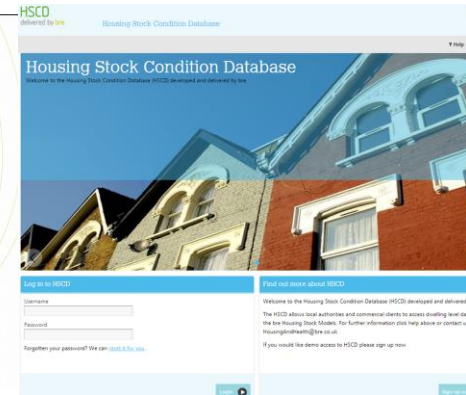 HSCD
delivered by bre
Housing Stock Condition Database
? Help
Housing Stock Condition Database
Welcome to the Housing Stock Condition Database (HSCD) developed and delivered by bre
Log in to HSCD
Username
Password
Forgotten your password? We can
Login
Find out more about HSCD
Welcome to the Housing Stock Condition Database (HSCD) developed and delivered
The HSCD allows local authorities and commercial clients to access dwelling level da
the bre Housing Stock Models. For further information click help above or contact u
HousingAndHealth@bre.co.uk
If you would like demo access to HSCD please sign up now